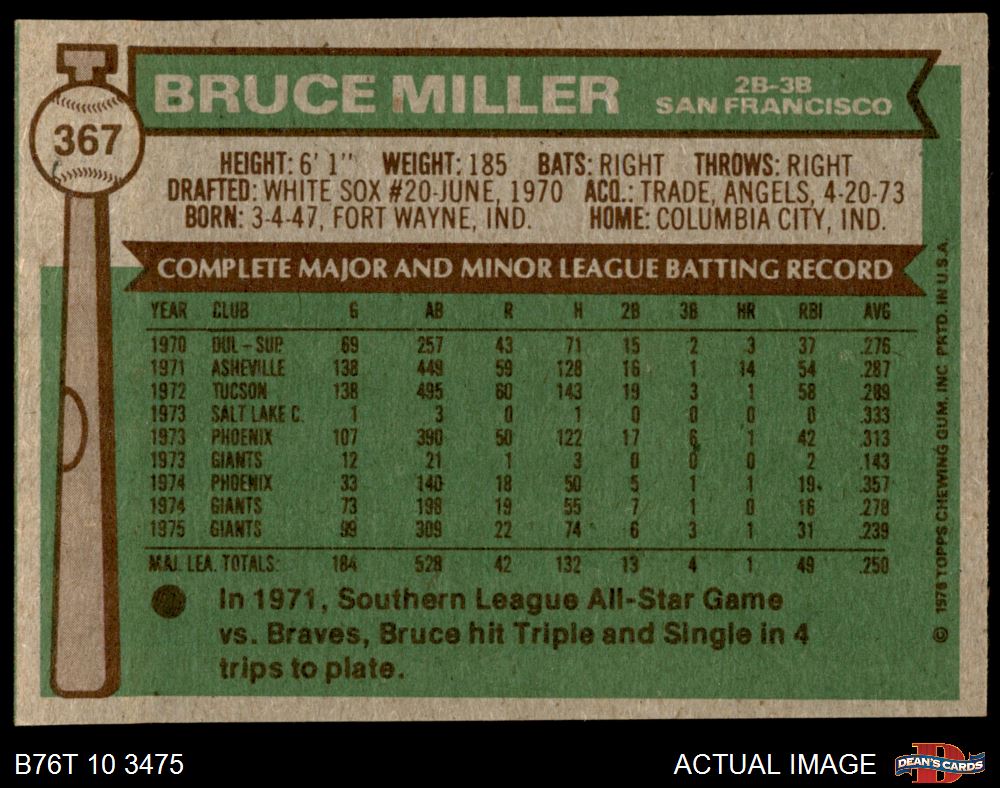 BRUCE MILLER
2B-3B
SAN FRANCISCO
367
HEIGHT: 6' 1" WEIGHT: 185 BATS: RIGHT THROWS: RIGHT
DRAFTED: WHITE SOX #20-JUNE, 1970 ACQ.: TRADE, ANGELS, 4-20-73
BORN: 3-4-47, FORT WAYNE, IND. HOME: COLUMBIA CITY, IND.
COMPLETE MAJOR AND MINOR LEAGUE BATTING RECORD
YEAR CLUB G AB R H 2B 3B HR RBI AVG
1970 DUL-SUP. 69 257 43 71 15 2 3 37 .276
1971 ASHEVILLE 138 449 59 128 16 1 14 54 .287
1972 TUCSON 138 495 60 143 19 3 1 58 .289
1973 SALT LAKE C. 1 3 0 1 0 0 0 0 .333
1973 PHOENIX 107 390 50 122 17 6 1 42 .313
1973 GIANTS 12 21 1 3 0 0 0 2 .143
1974 PHOENIX 33 140 18 50 5 1 1 19 .357
1974 GIANTS 73 198 19 55 7 1 0 16 .278
1975 GIANTS 99 309 22 74 6 3 1 31 .239
MAJ. LEA. TOTALS: 184 528 42 132 13 4 1 49 .250
In 1971, Southern League All-Star Game
vs. Braves, Bruce hit Triple and Single in 4
trips to plate.
© 1976 TOPPS CHEWING GUM, INC PRTD. IN U.S.A.
B76T 10 3475
ACTUAL IMAGE
D
DEAN'S CARDS